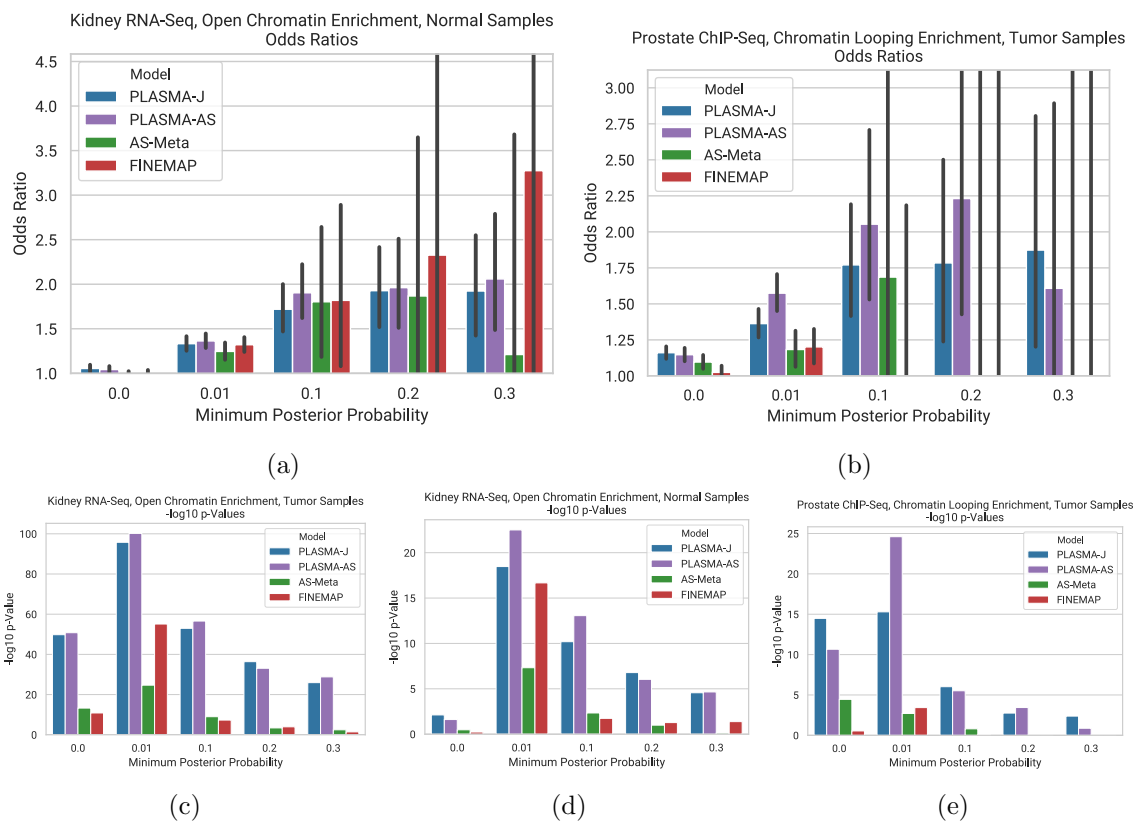 Kidney RNA-Seq, Open Chromatin Enrichment, Normal Samples
Odds Ratios
Model
PLASMA-J
PLASMA-AS
AS-Meta
FINEMAP
Odds Ratio
4.5
4.0
3.5
3.0
2.5
2.0
1.5
1.0
0.0
0.01
0.1
0.2
0.3
Minimum Posterior Probability
(a)
Prostate ChIP-Seq, Chromatin Looping Enrichment, Tumor Samples
Odds Ratios
Model
PLASMA-J
PLASMA-AS
AS-Meta
FINEMAP
Odds Ratio
3.00
2.75
2.50
2.25
2.00
1.75
1.50
1.25
1.00
0.0
0.01
0.1
0.2
0.3
Minimum Posterior Probability
(b)
Kidney RNA-Seq, Open Chromatin Enrichment, Tumor Samples
-log10 p-Values
Model
PLASMA-J
PLASMA-AS
AS-Meta
FINEMAP
-log10 p-Value
100
80
60
40
20
0
0.0
0.01
0.1
0.2
0.3
Minimum Posterior Probability
(c)
Kidney RNA-Seq, Open Chromatin Enrichment, Normal Samples
-log10 p-Values
Model
PLASMA-J
PLASMA-AS
AS-Meta
FINEMAP
-log10 p-Value
20
15
10
5
0
0.0
0.01
0.1
0.2
0.3
Minimum Posterior Probability
(d)
Prostate ChIP-Seq, Chromatin Looping Enrichment, Tumor Samples
-log10 p-Values
Model
PLASMA-J
PLASMA-AS
AS-Meta
FINEMAP
-log10 p-Value
25
20
15
10
5
0
0.0
0.01
0.1
0.2
0.3
Minimum Posterior Probability
(e)